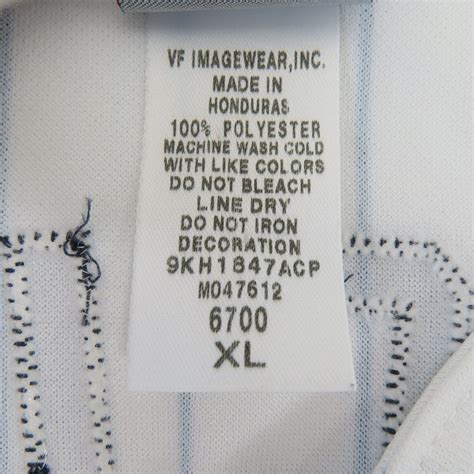 VF IMAGEWEAR,INC.
MADE IN
HONDURAS
100% POLYESTER
MACHINE WASH COLD
WITH LIKE COLORS
DO NOT BLEACH
LINE DRY
DO NOT IRON
DECORATION
9KH1847ACP
M047612
6700
XL